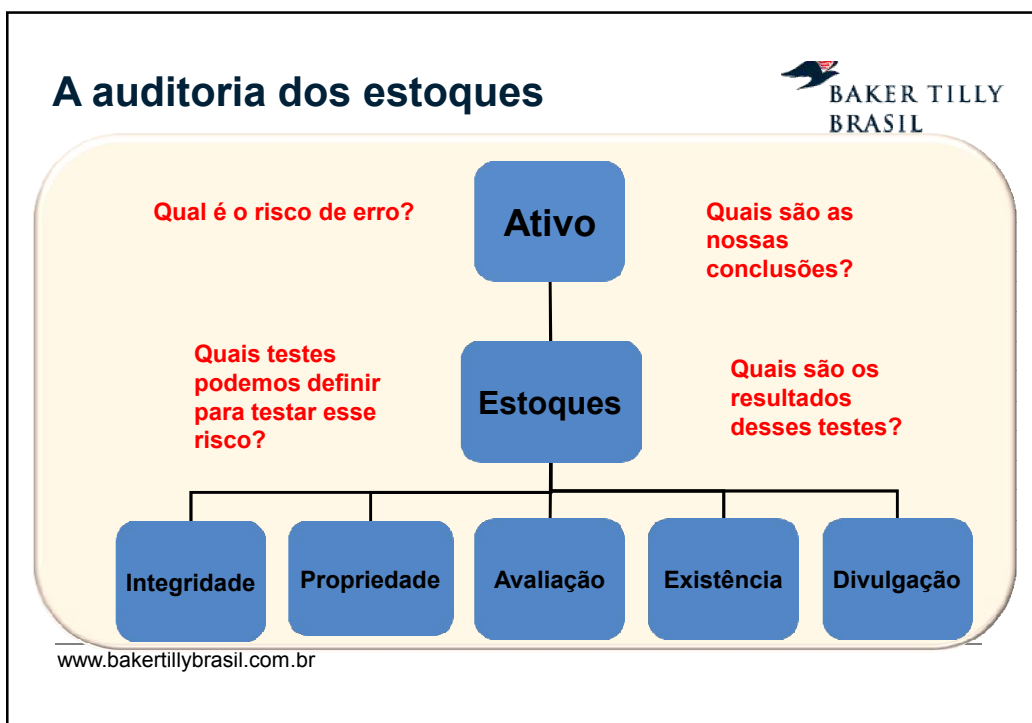 A auditoria dos estoques
BAKER TILLY
BRASIL
Qual é o risco de erro?
Ativo
Quais são as
nossas
conclusões?
Quais testes
podemos definir
para testar esse
risco?
Estoques
Quais são os
resultados
desses testes?
Integridade
Propriedade
Avaliação
Existência
Divulgação
www.bakertillybrasil.com.br